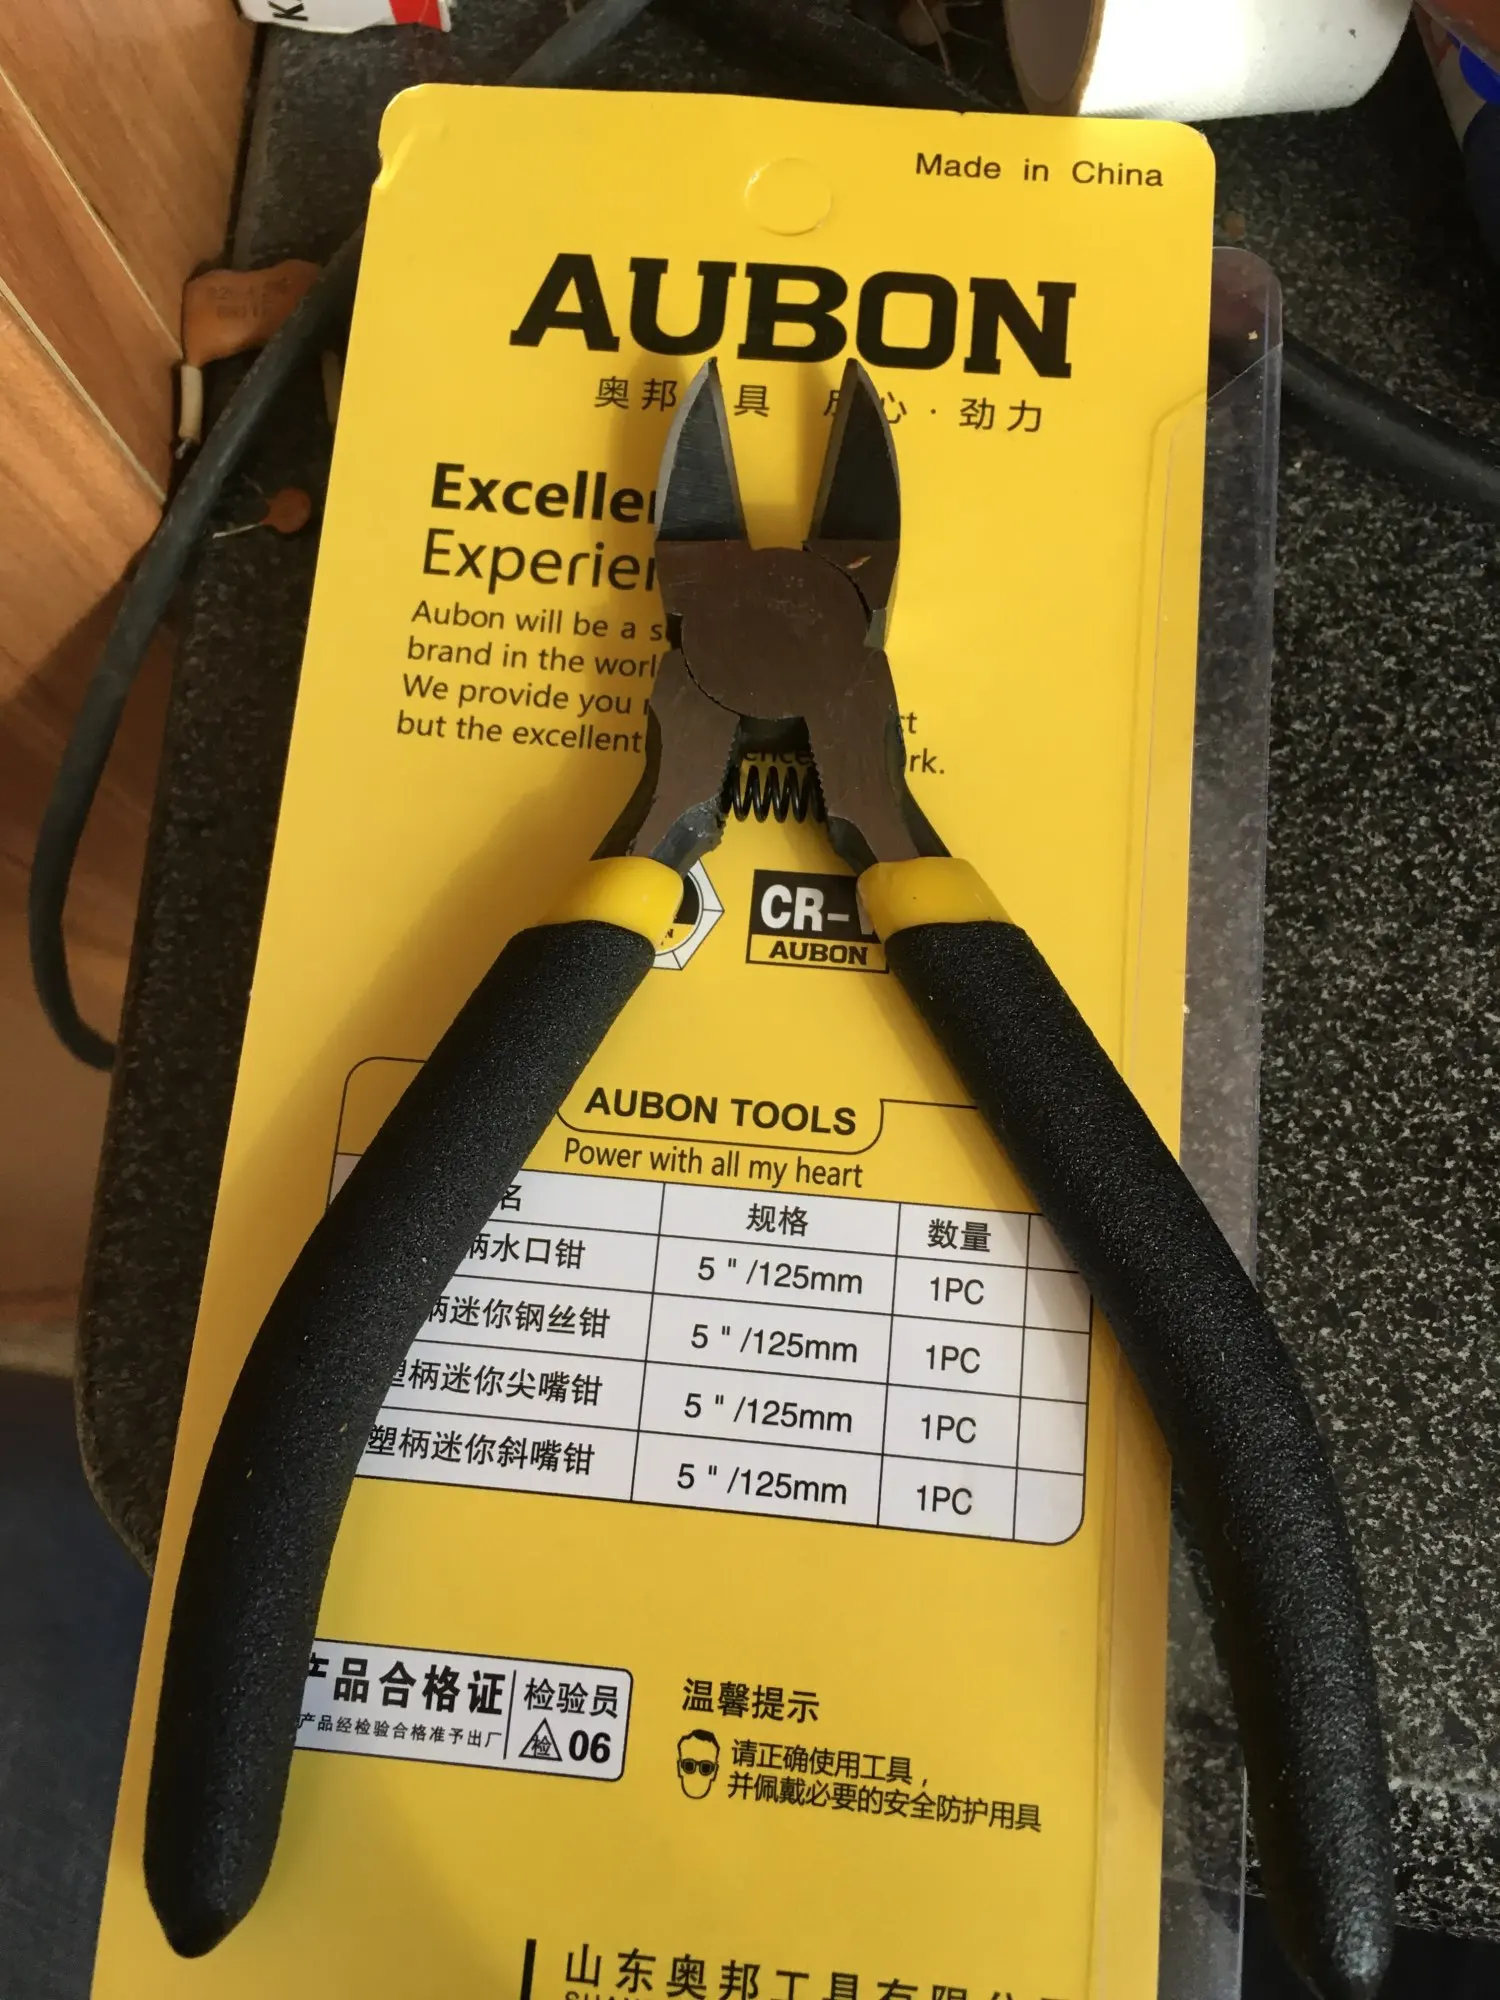 Made in China
AUBON
奥邦 具 心·劲力
Aubon will be a
brand in the
We provide you
but the excellent
CR-
AUBON
AUBON TOOLS
Power with all my heart
名 规格 数量
柄水口钳 5"/125mm 1PC
柄迷你钢丝钳 5"/125mm 1PC
塑柄迷你尖嘴钳 5"/125mm 1PC
塑柄迷你斜嘴钳 5"/125mm 1PC
产品合格证 检验员
产品经检验合格准予出厂 检 06
温馨提示
请正确使用工具，
并佩戴必要的安全防护用具
山东奥邦工具有限公